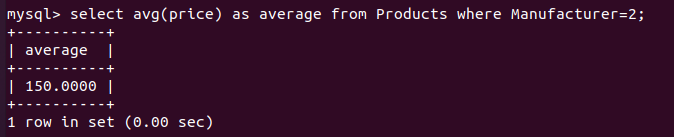 mysql> select avg(price) as average from Products where Manufacturer=2;
+----------+
| average  |
+----------+
| 150.0000 |
+----------+
1 row in set (0.00 sec)